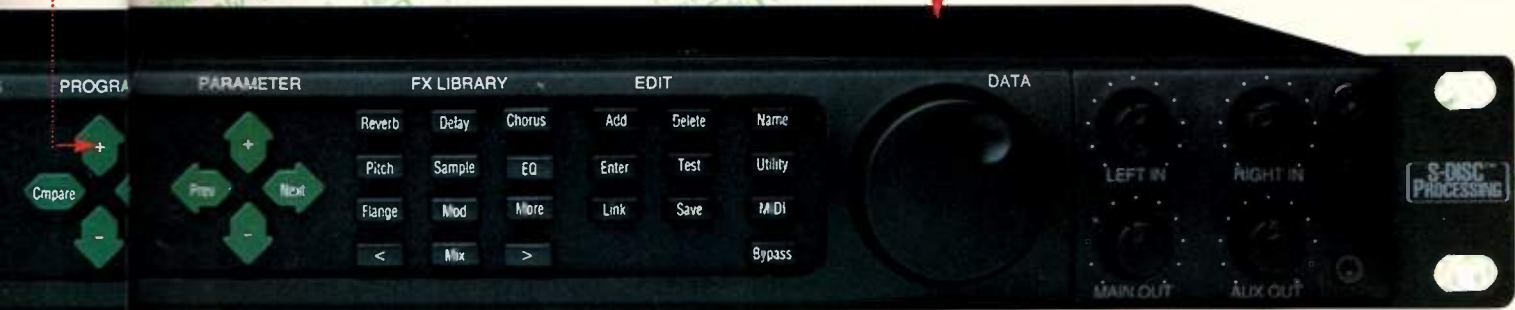 PROGRA PARAMETER FX LIBRARY EDIT DATA
Reverb Delay Chorus Add Delete Name
+ +
Pitch Sample EQ Enter Test Utility
Cmpare Prev Next
Flange Mod More Link Save MIDI
- -
< Mix > Bypass
LEFT IN RIGHT IN
S-DISC™
PROCESSING
MAIN OUT AUX OUT